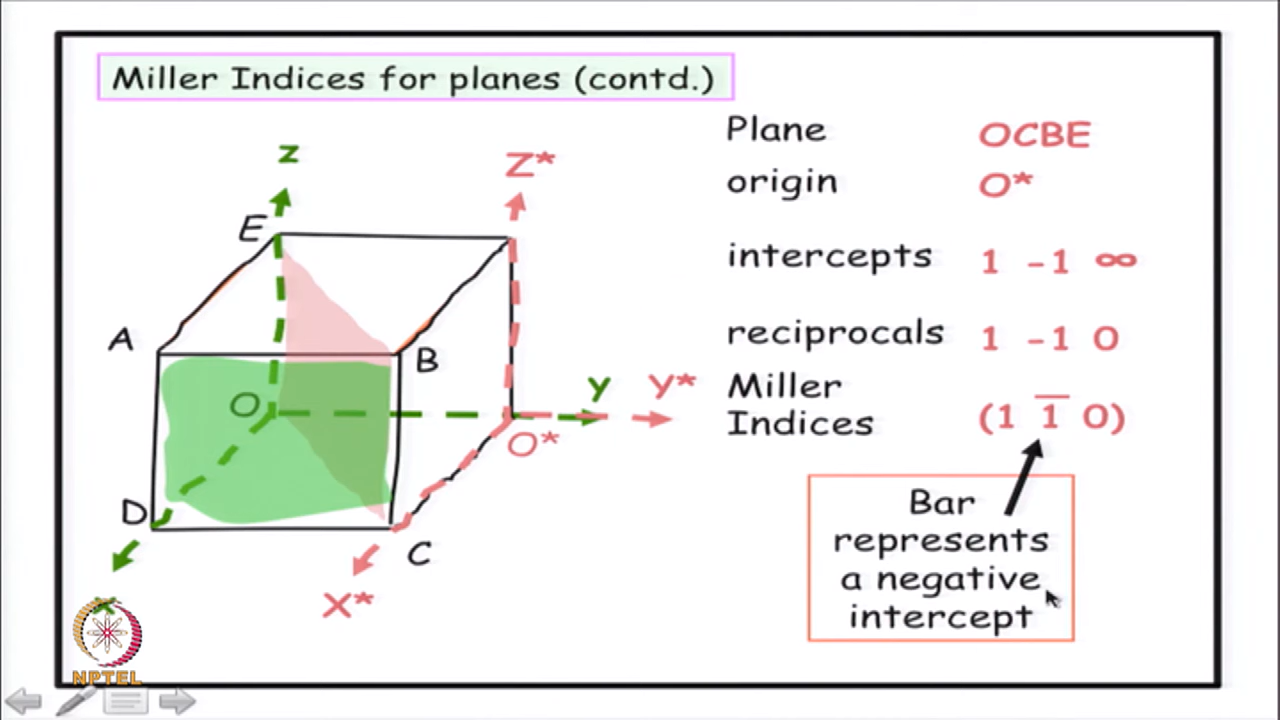 Miller Indices for planes (contd.)
z
Z*
E
A
B
O
y
Y*
O*
D
C
X*
Plane OCBE
origin O*
intercepts 1 -1 ∞
reciprocals 1 -1 0
Miller
Indices (1 1̅ 0)
Bar
represents
a negative
intercept
NPTEL